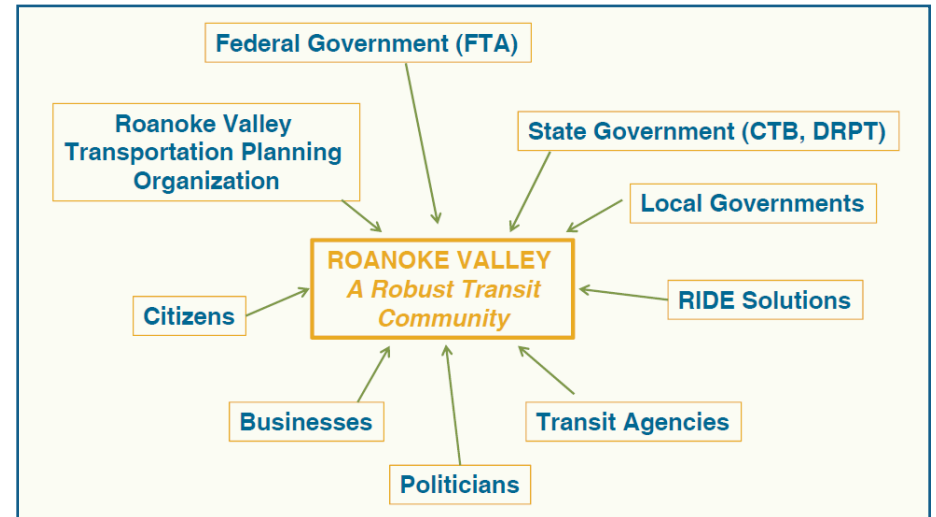 Federal Government (FTA)
Roanoke Valley
Transportation Planning
Organization
State Government (CTB, DRPT)
Local Governments
ROANOKE VALLEY
A Robust Transit
Community
RIDE Solutions
Citizens
Businesses
Transit Agencies
Politicians